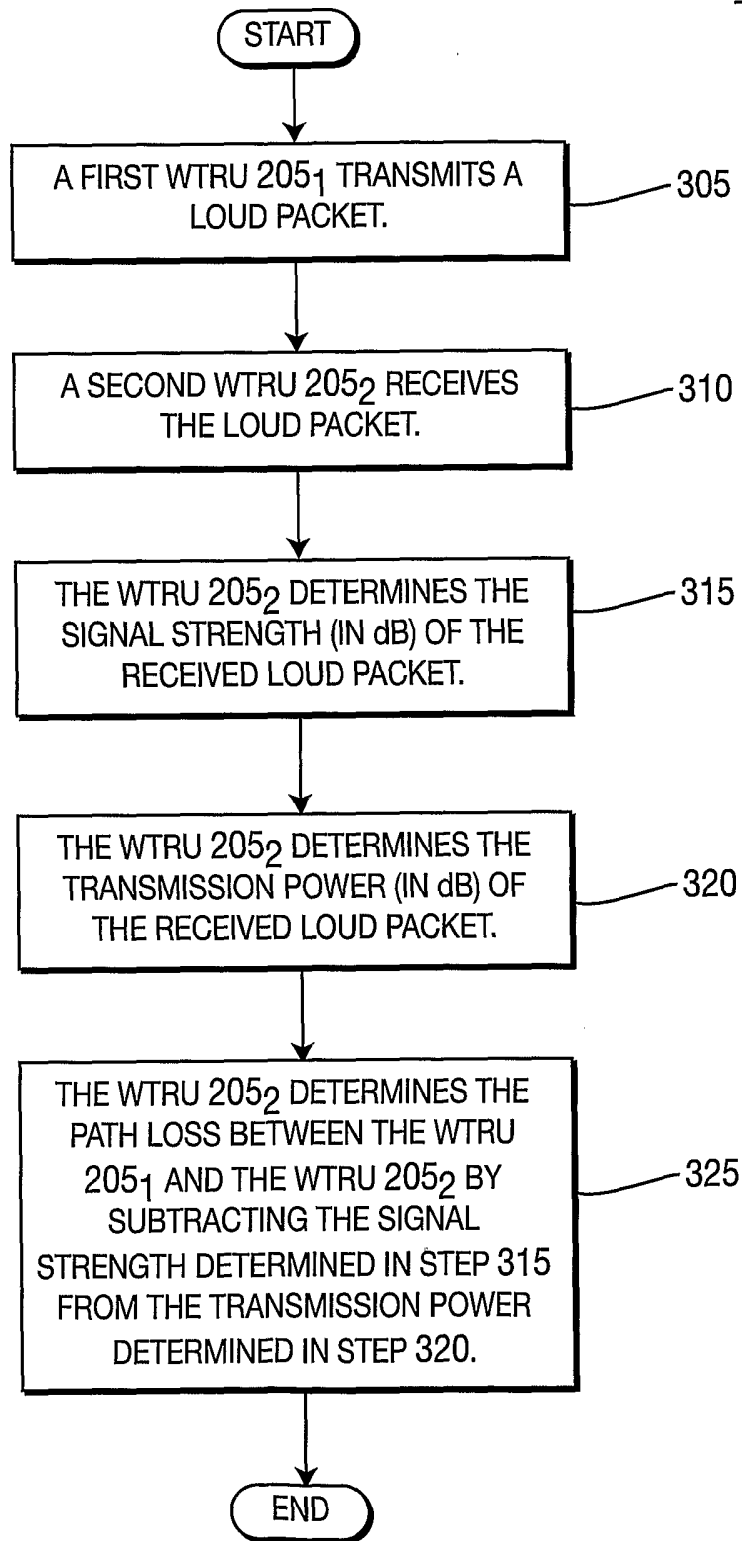 START
A FIRST WTRU 205₁ TRANSMITS A
LOUD PACKET.
305
A SECOND WTRU 205₂ RECEIVES
THE LOUD PACKET.
310
THE WTRU 205₂ DETERMINES THE
SIGNAL STRENGTH (IN dB) OF THE
RECEIVED LOUD PACKET.
315
THE WTRU 205₂ DETERMINES THE
TRANSMISSION POWER (IN dB) OF
THE RECEIVED LOUD PACKET.
320
THE WTRU 205₂ DETERMINES THE
PATH LOSS BETWEEN THE WTRU
205₁ AND THE WTRU 205₂ BY
SUBTRACTING THE SIGNAL
STRENGTH DETERMINED IN STEP 315
FROM THE TRANSMISSION POWER
DETERMINED IN STEP 320.
325
END